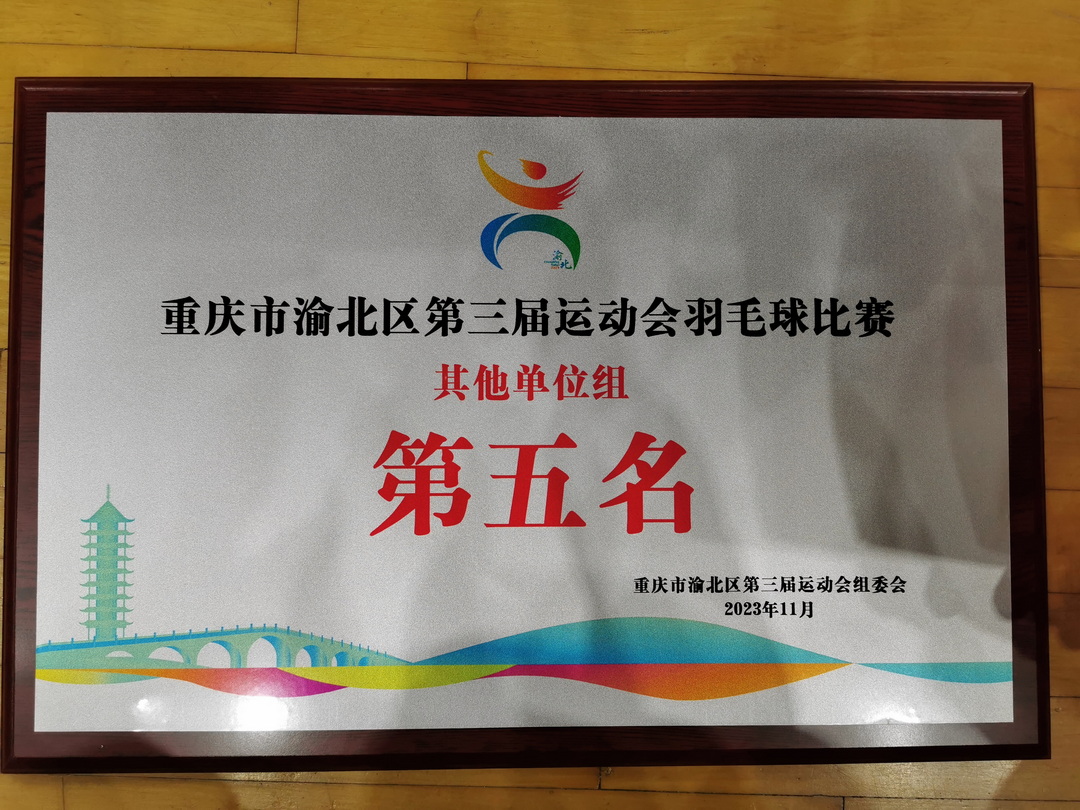 渝北
重庆市渝北区第三届运动会羽毛球比赛
其他单位组
第五名
重庆市渝北区第三届运动会组委会
2023年11月